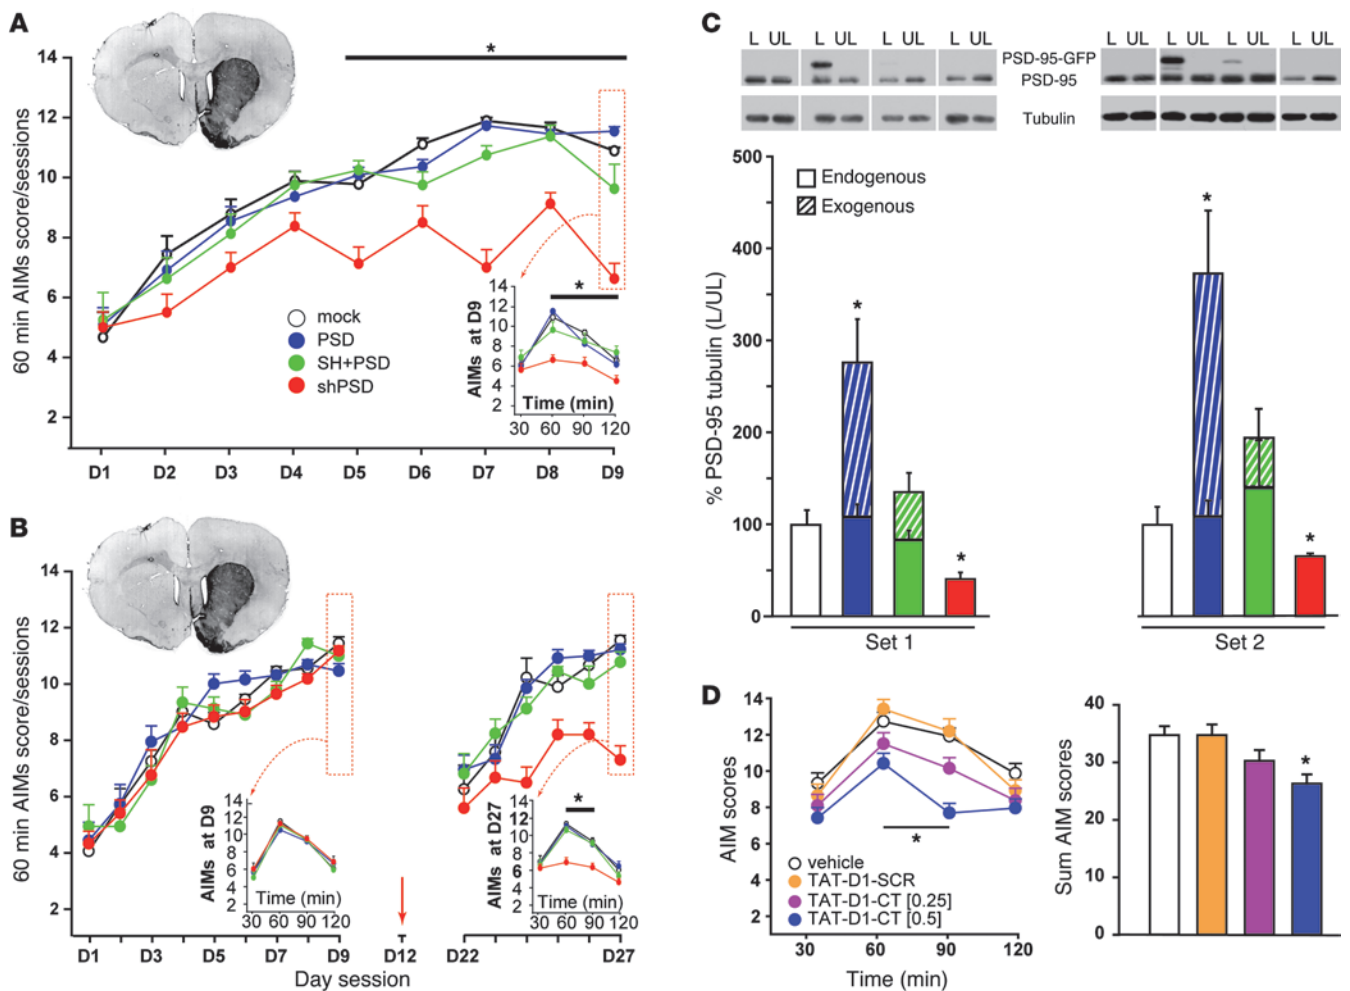 A
14
12
10
8
6
4
2
60 min AIMs score/sessions
*
mock
PSD
SH+PSD
shPSD
14
12
10
8
6
4
2
AIMs at D9
*
Time (min)
30 60 90 120
D1 D2 D3 D4 D5 D6 D7 D8 D9
B
14
12
10
8
6
4
2
60 min AIMs score/sessions
14
12
10
8
6
4
2
AIMs at D9
Time (min)
30 60 90 120
14
12
10
8
6
4
2
AIMs at D27
*
Time (min)
30 60 90 120
D1 D3 D5 D7 D9 D12 D22 D27
Day session
C
L UL L UL L UL L UL
L UL L UL L UL L UL
PSD-95-GFP
PSD-95
Tubulin
500
400
300
200
100
0
% PSD-95 tubulin (L/UL)
Endogenous
Exogenous
* *
* *
Set 1 Set 2
D
14
12
10
8
6
4
2
AIM scores
*
vehicle
TAT-D1-SCR
TAT-D1-CT [0.25]
TAT-D1-CT [0.5]
30 60 90 120
Time (min)
40
30
20
10
0
Sum AIM scores
*